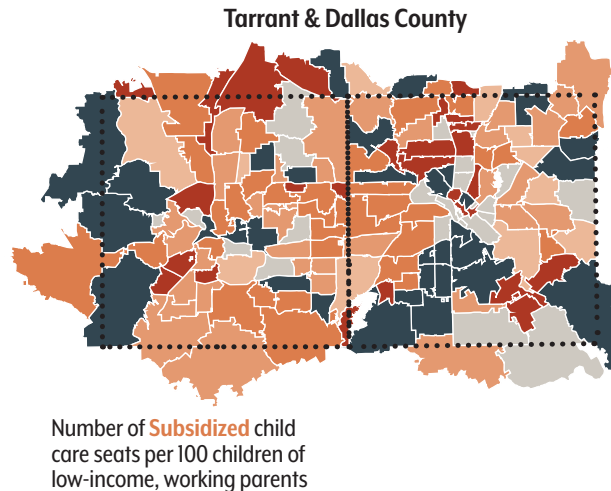 Tarrant & Dallas County
Number of Subsidized child
care seats per 100 children of
low-income, working parents